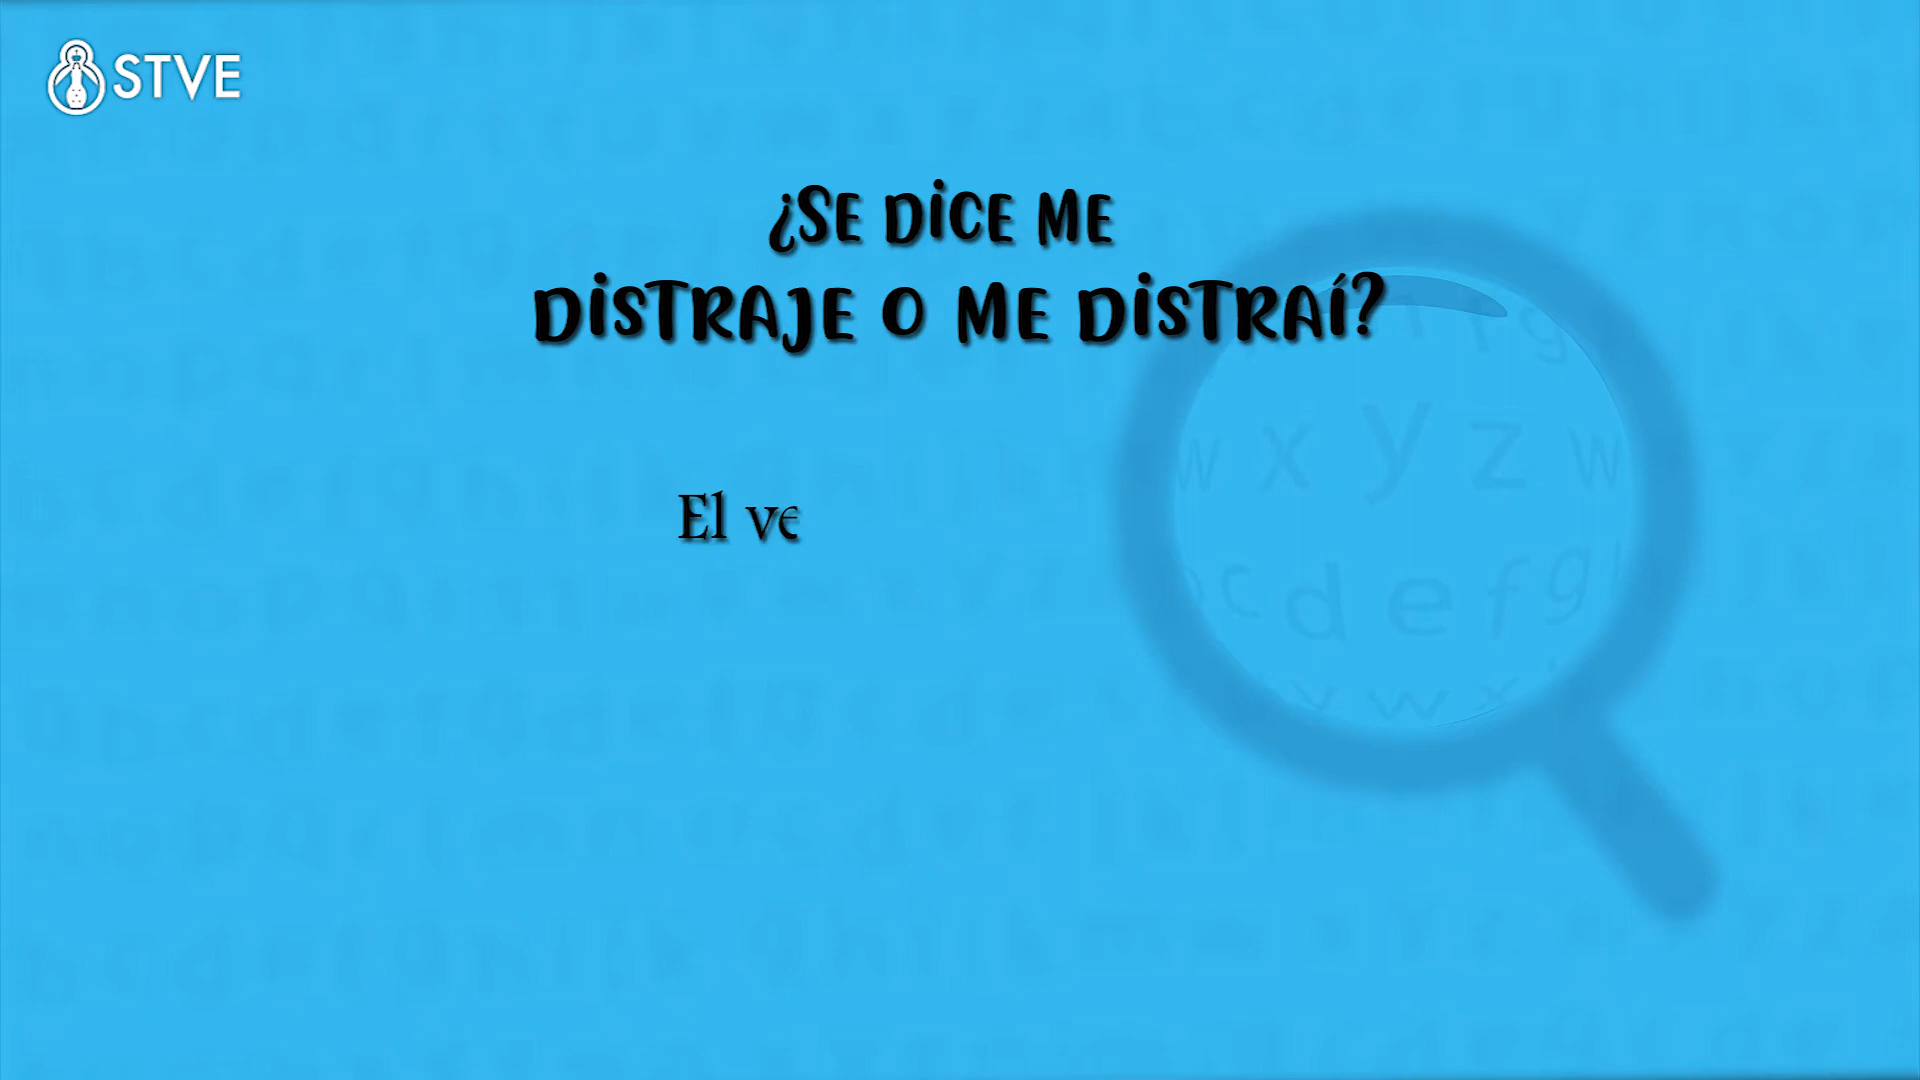 STVE
¿SE DICE ME
DISTRAJE O ME DISTRAÍ?
El ve
w x y z w
c d e f g
y w x